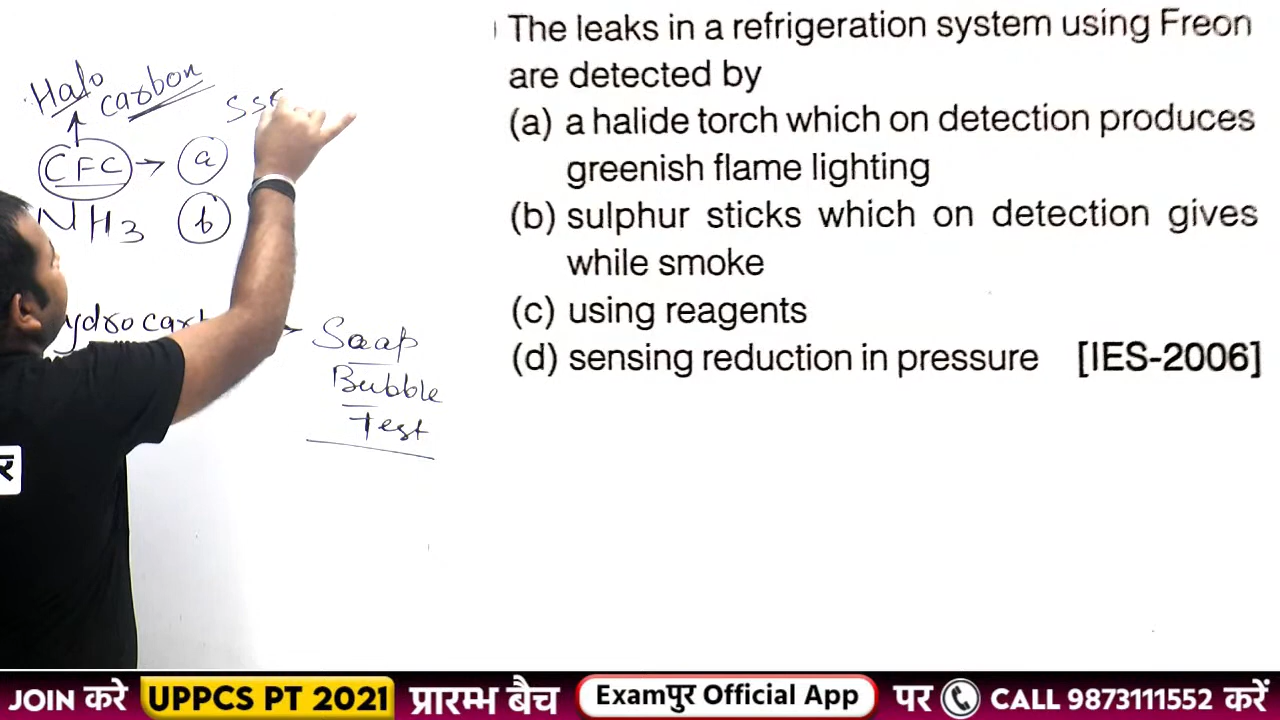 The leaks in a refrigeration system using Freon
are detected by
(a) a halide torch which on detection produces
greenish flame lighting
(b) sulphur sticks which on detection gives
while smoke
(c) using reagents
(d) sensing reduction in pressure [IES-2006]
Halo
carbon
CFC → a
NH3 b
Soap
Bubble
Test
JOIN करे UPPCS PT 2021 प्रारम्भ बैच Examपुर Official App पर CALL 9873111552 करें